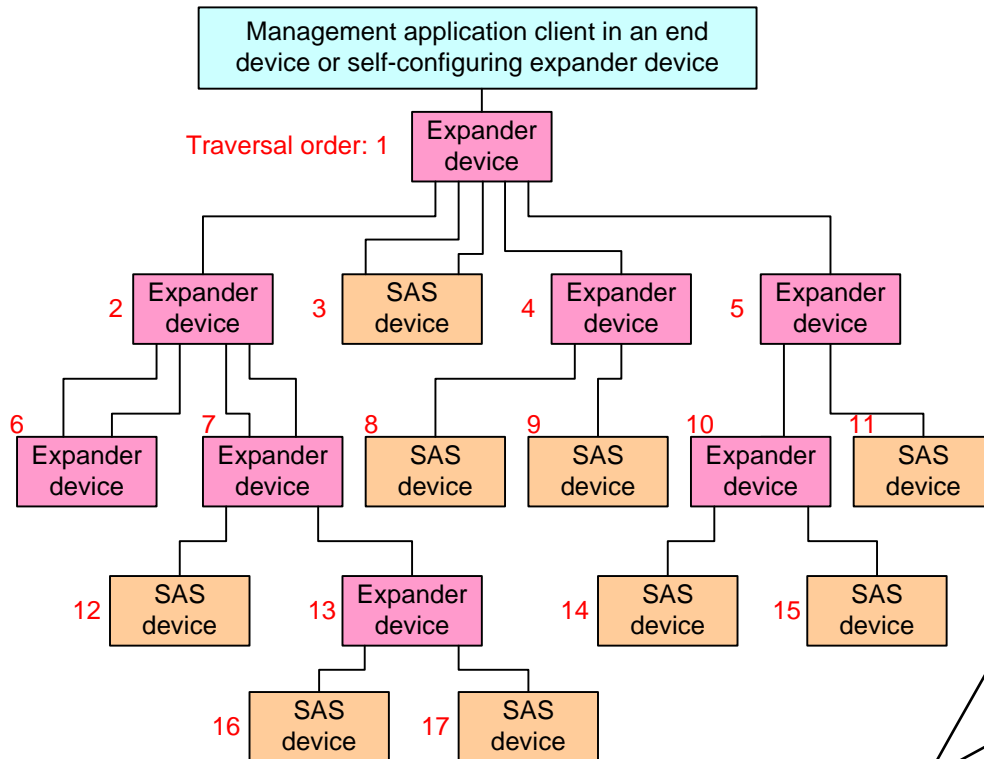 Management application client in an end
device or self-configuring expander device
Traversal order: 1
Expander
device
2
Expander
device
3
SAS
device
4
Expander
device
5
Expander
device
6
Expander
device
7
Expander
device
8
SAS
device
9
SAS
device
10
Expander
device
11
SAS
device
12
SAS
device
13
Expander
device
14
SAS
device
15
SAS
device
16
SAS
device
17
SAS
device